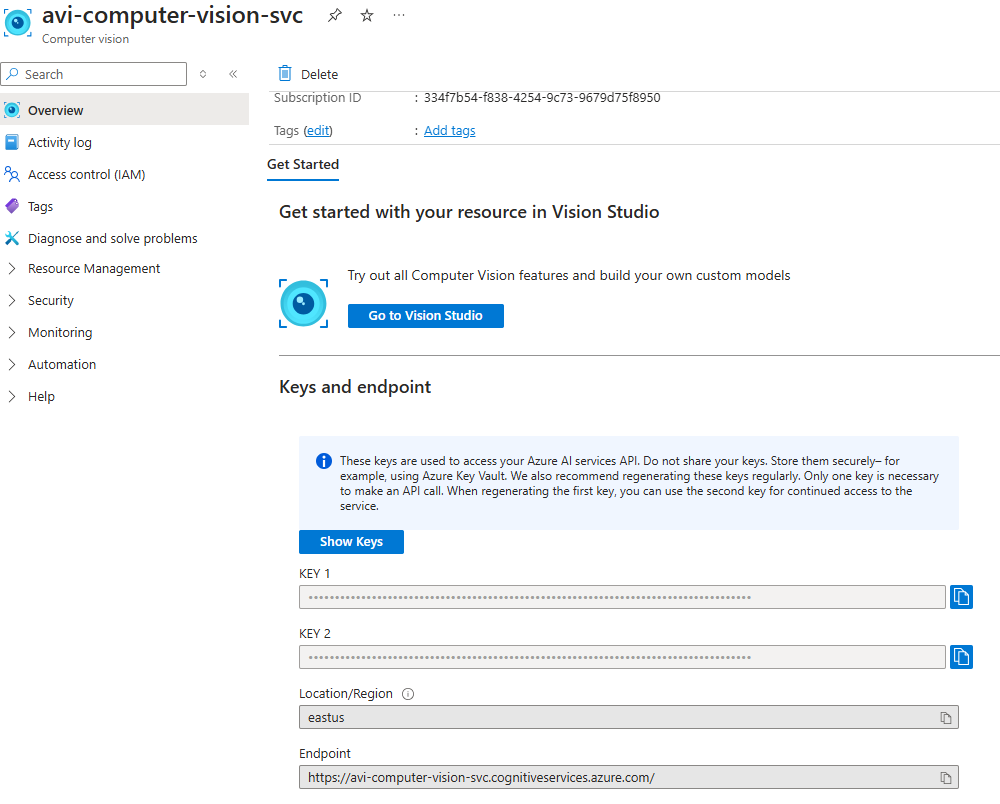 avi-computer-vision-svc
Computer vision
Search
Overview
Activity log
Access control (IAM)
Tags
Diagnose and solve problems
Resource Management
Security
Monitoring
Automation
Help
Delete
Subscription ID : 334f7b54-f838-4254-9c73-9679d75f8950
Tags (edit) : Add tags
Get Started
Get started with your resource in Vision Studio
Try out all Computer Vision features and build your own custom models
Go to Vision Studio
Keys and endpoint
These keys are used to access your Azure AI services API. Do not share your keys. Store them securely– for
example, using Azure Key Vault. We also recommend regenerating these keys regularly. Only one key is necessary
to make an API call. When regenerating the first key, you can use the second key for continued access to the
service.
Show Keys
KEY 1
KEY 2
Location/Region
eastus
Endpoint
https://avi-computer-vision-svc.cognitiveservices.azure.com/